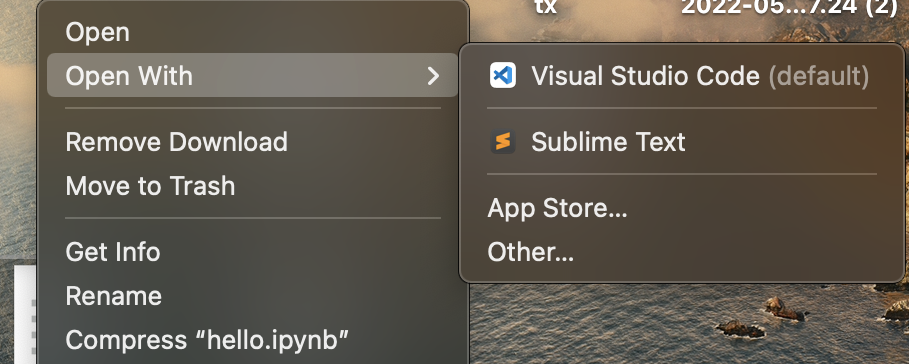 tx
2022-05...7.24 (2)
Open
Open With
Remove Download
Move to Trash
Get Info
Rename
Compress “hello.ipynb”
Visual Studio Code (default)
Sublime Text
App Store...
Other...